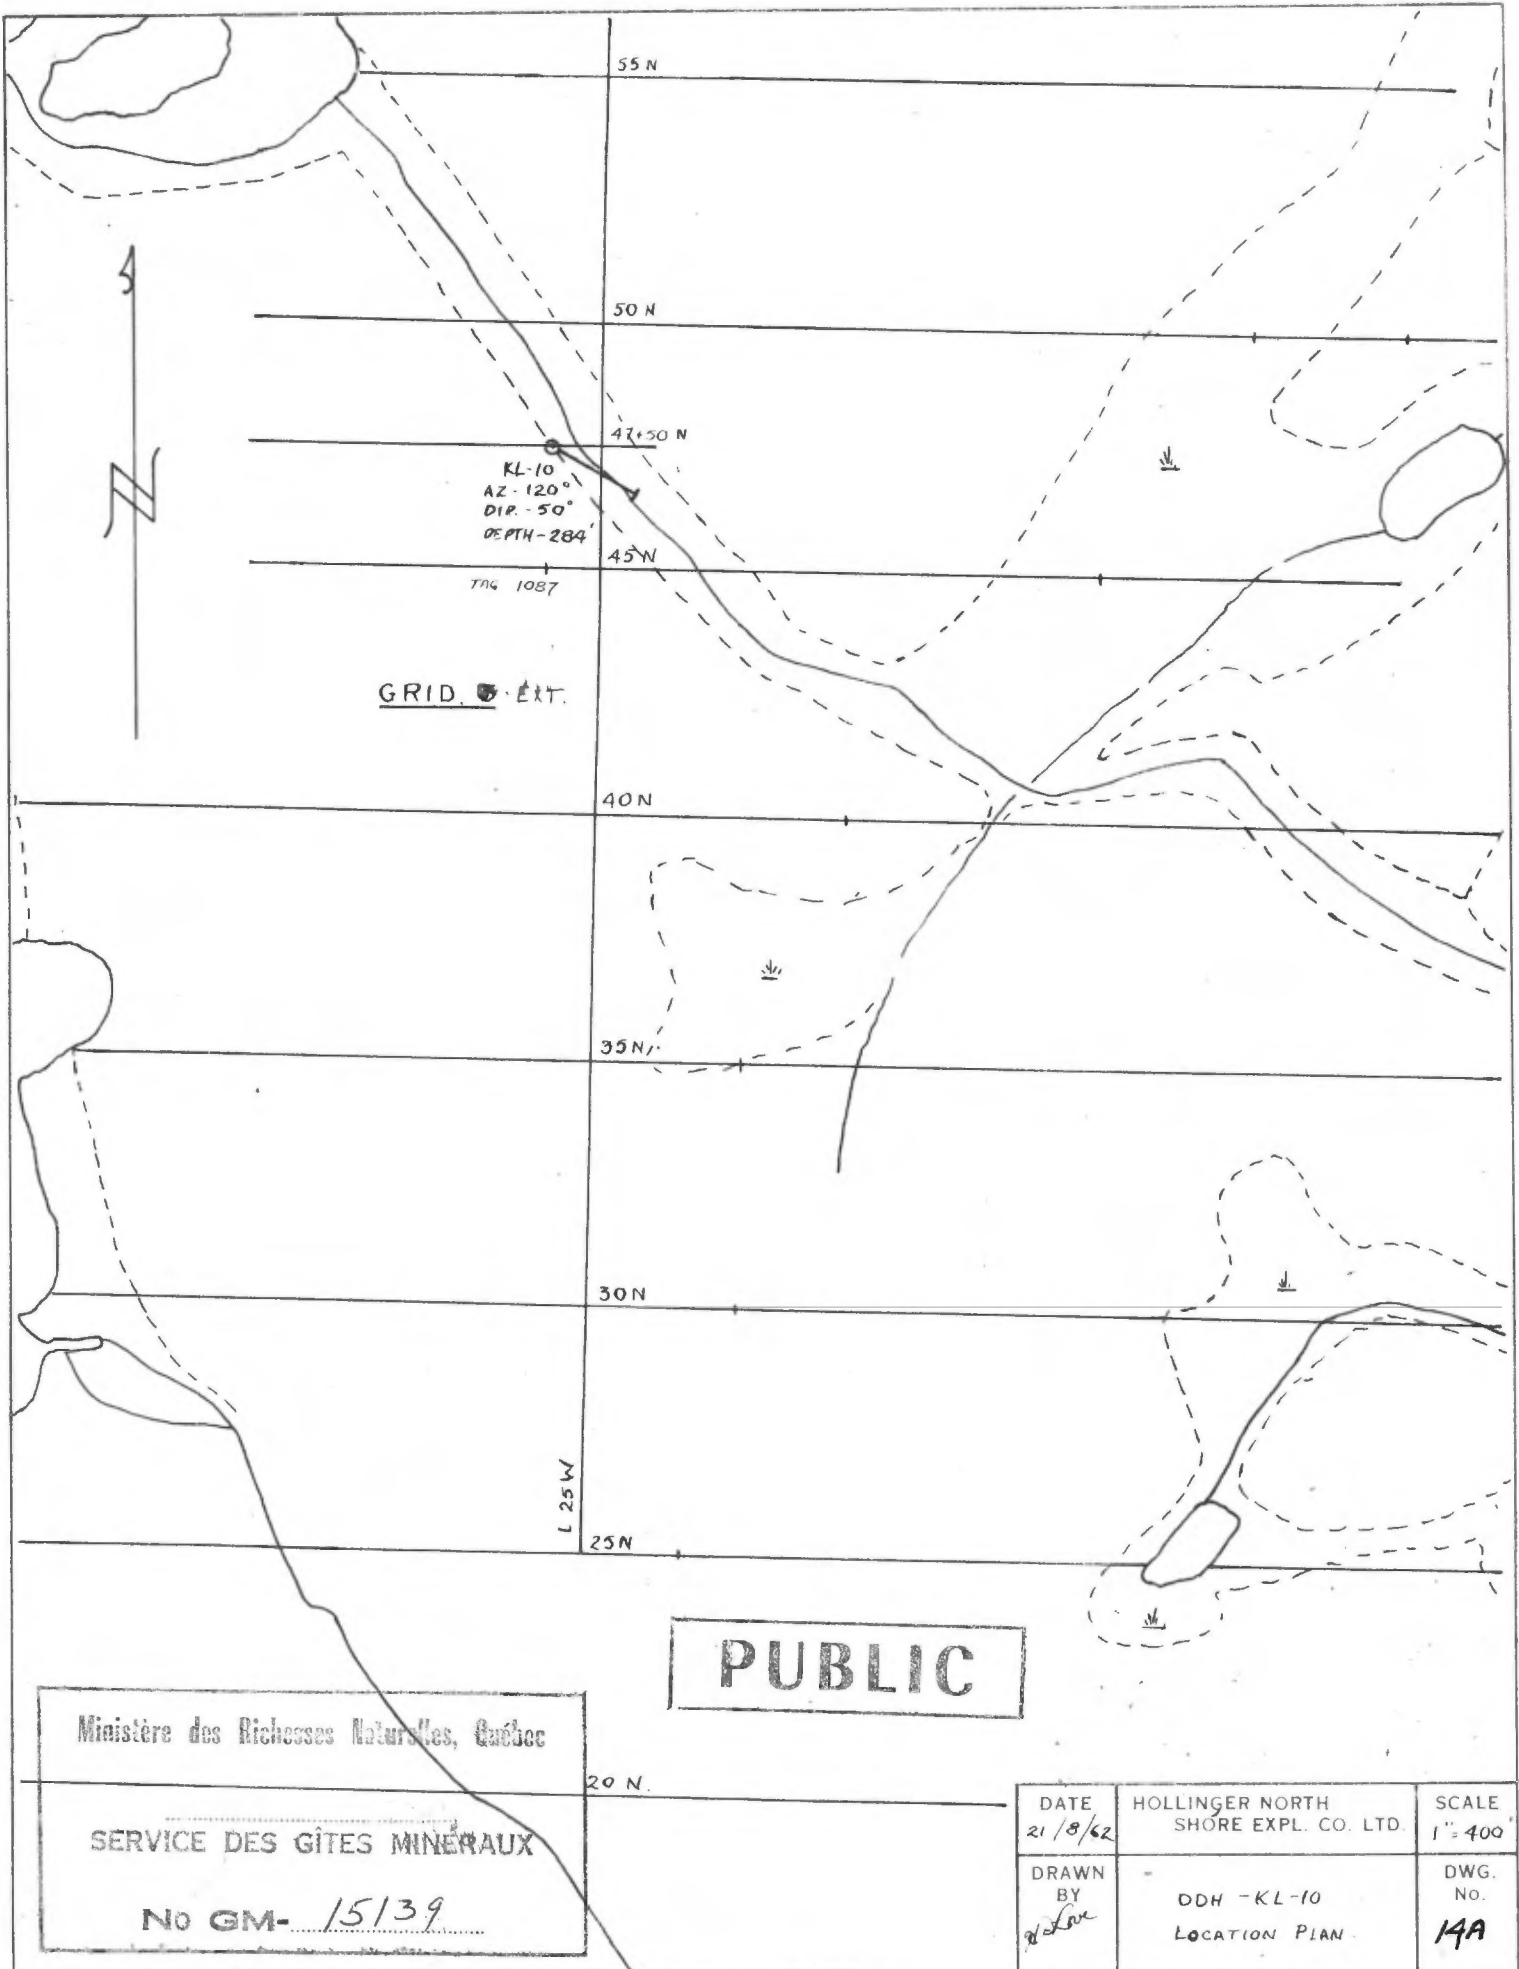 55 N
50 N
47+50 N
KL-10
AZ - 120°
DIP. - 50°
DEPTH - 284'
45 N
TAG 1087
GRID. EXT.
N
40 N
35 N
30 N
L 25 W
25 N
PUBLIC
Ministère des Richesses Naturelles, Québec
SERVICE DES GÎTES MINÉRAUX
No GM- 15139
20 N.
DATE
21/8/62
HOLLINGER NORTH
SHORE EXPL. CO. LTD.
SCALE
1" = 400'
DRAWN
BY
DDH - KL-10
LOCATION PLAN
DWG.
No.
14A